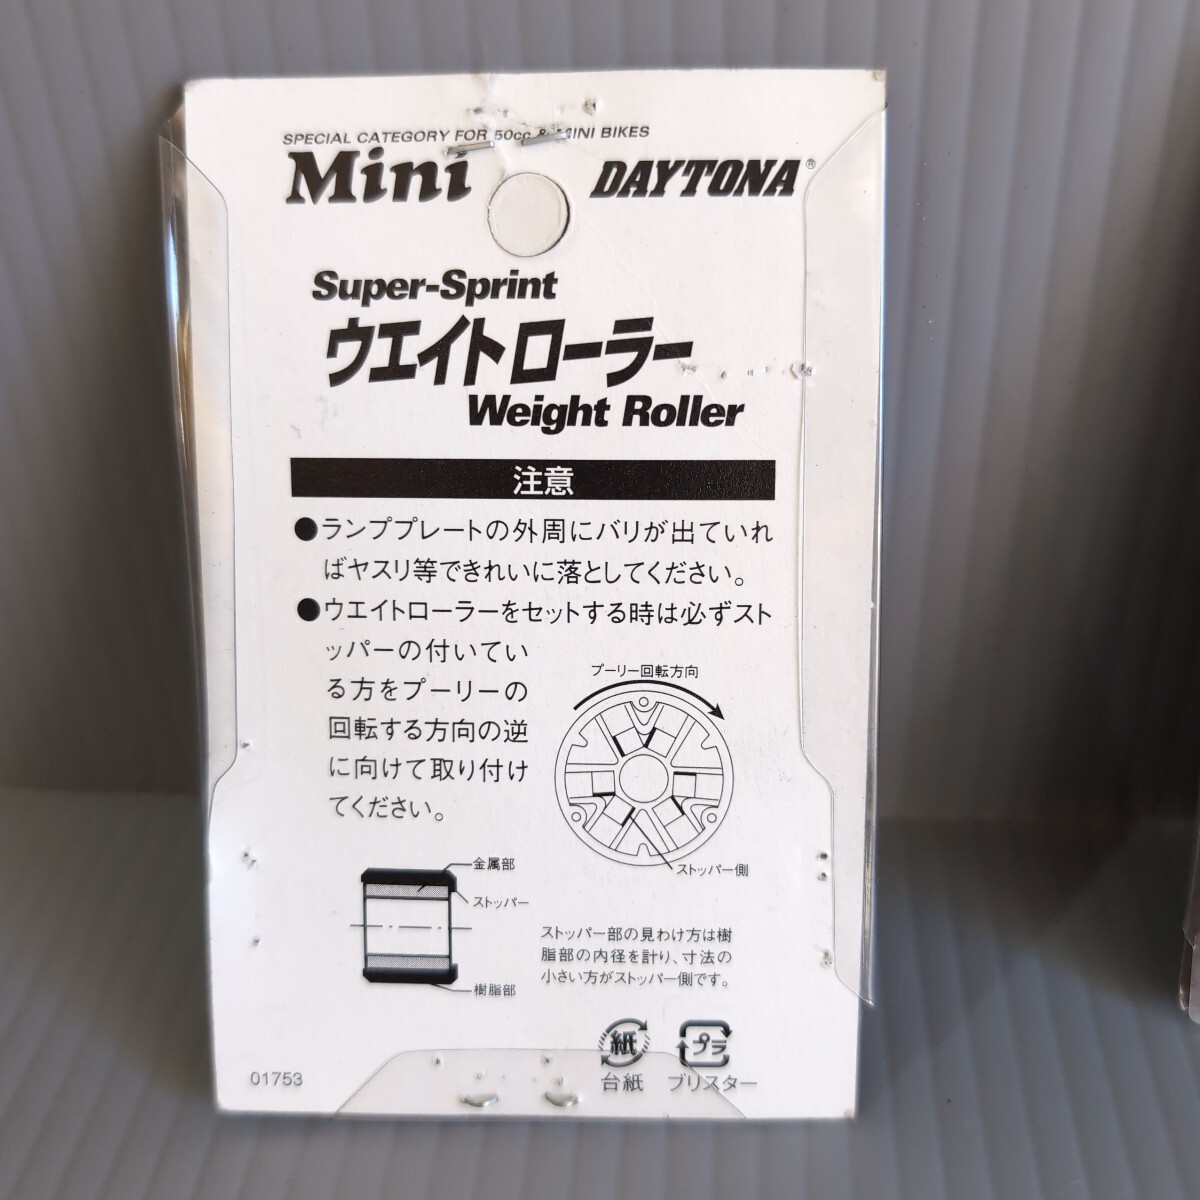 SPECIAL CATEGORY FOR 50cc & MINI BIKES
Mini DAYTONA®
Super-Sprint
ウエイトローラー
Weight Roller
注意
●ランププレートの外周にバリが出ていれ
ばヤスリ等できれいに落としてください。
●ウエイトローラーをセットする時は必ずスト
ッパーの付いてい
る方をプーリーの
回転する方向の逆
に向けて取り付け
てください。
プーリー回転方向
ストッパー側
金属部
ストッパー
樹脂部
ストッパー部の見わけ方は樹
脂部の内径を計り、寸法の
小さい方がストッパー側です。
紙 プラ
台紙 ブリスター
01753